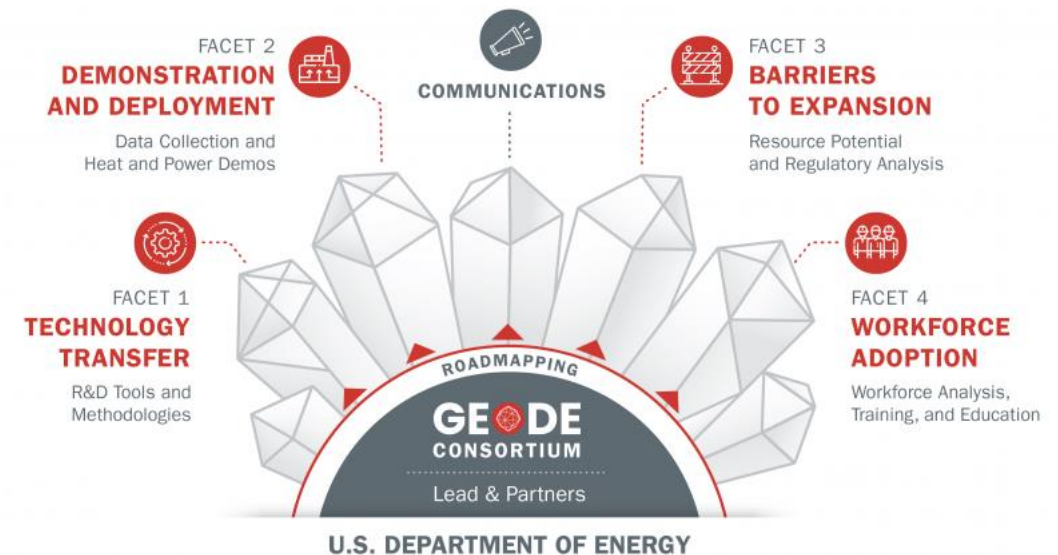 FACET 2
DEMONSTRATION
AND DEPLOYMENT
Data Collection and
Heat and Power Demos
COMMUNICATIONS
FACET 3
BARRIERS
TO EXPANSION
Resource Potential
and Regulatory Analysis
FACET 1
TECHNOLOGY
TRANSFER
R&D Tools and
Methodologies
FACET 4
WORKFORCE
ADOPTION
Workforce Analysis,
Training, and Education
ROADMAPPING
GEODE
CONSORTIUM
Lead & Partners
U.S. DEPARTMENT OF ENERGY